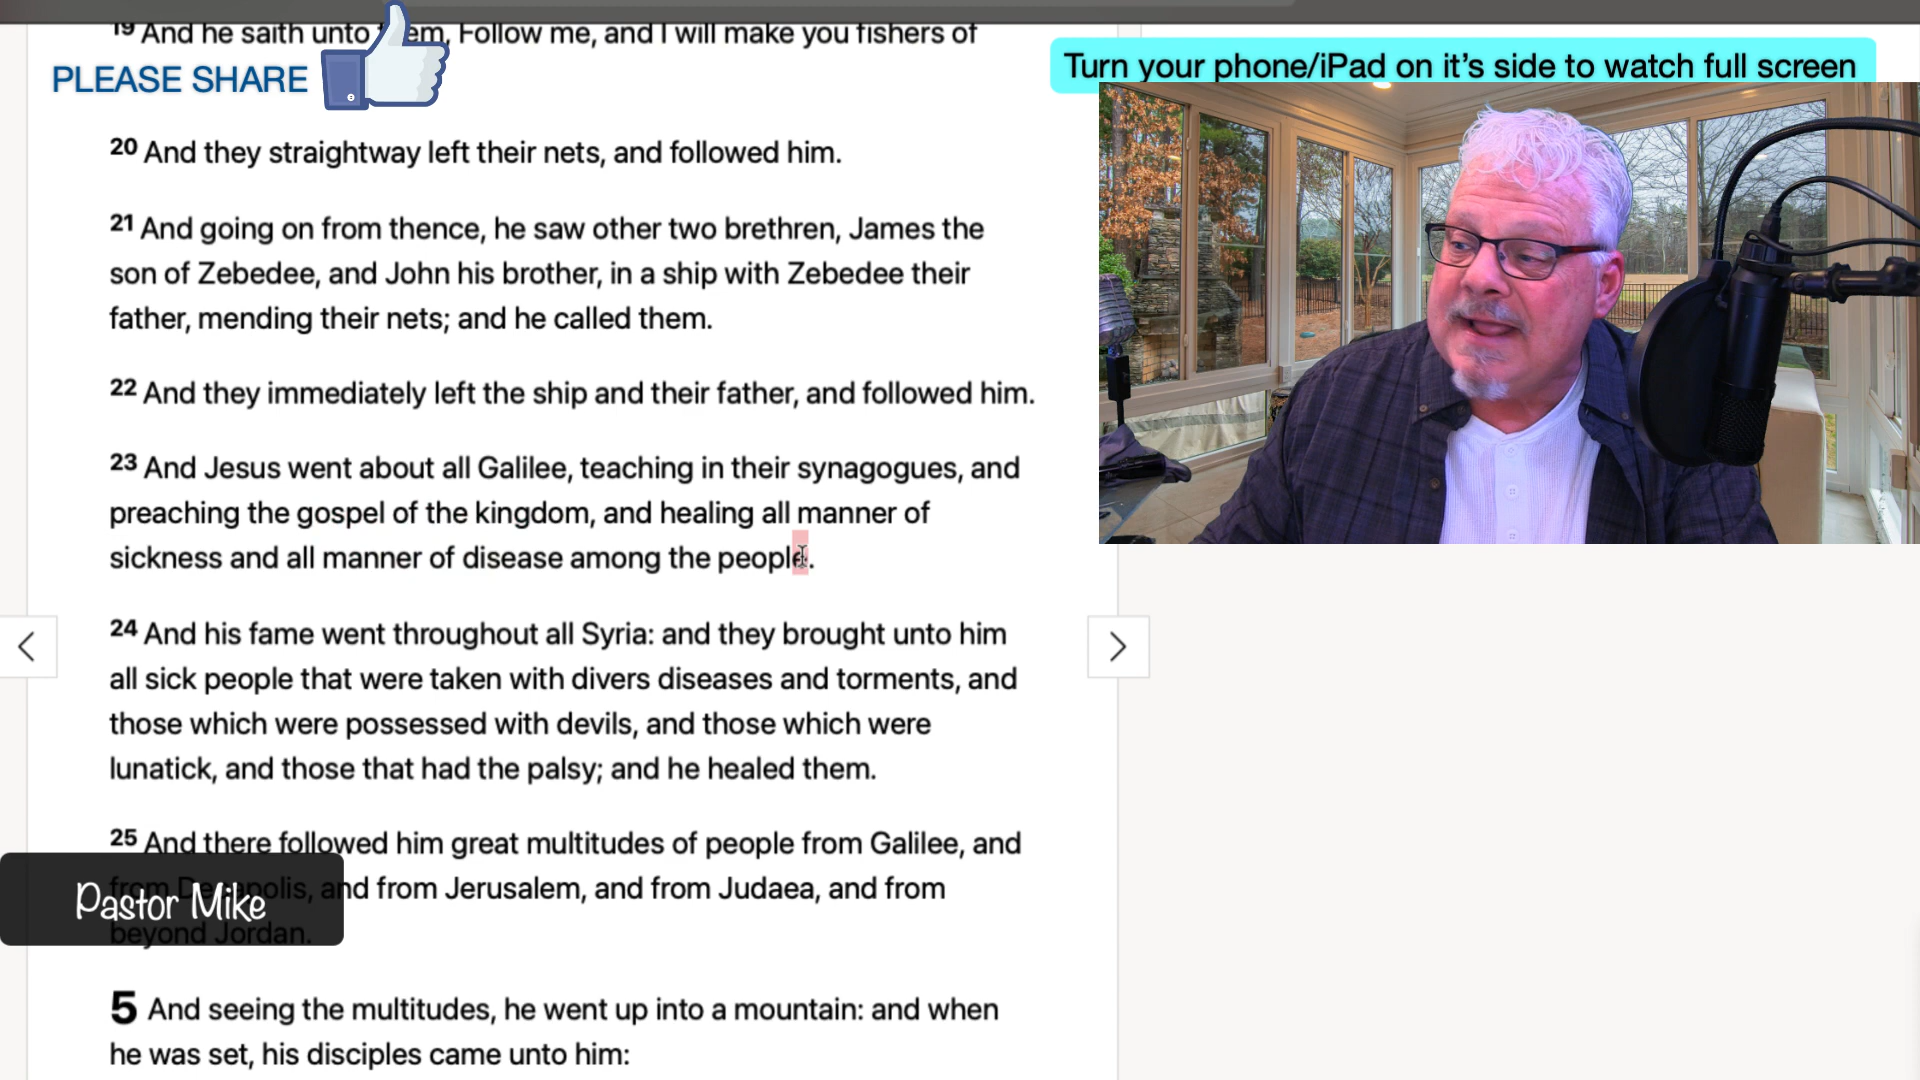 19 And he saith unto them, Follow me, and I will make you fishers of
PLEASE SHARE
Turn your phone/iPad on it's side to watch full screen
20 And they straightway left their nets, and followed him.
21 And going on from thence, he saw other two brethren, James the
son of Zebedee, and John his brother, in a ship with Zebedee their
father, mending their nets; and he called them.
22 And they immediately left the ship and their father, and followed him.
23 And Jesus went about all Galilee, teaching in their synagogues, and
preaching the gospel of the kingdom, and healing all manner of
sickness and all manner of disease among the people.
24 And his fame went throughout all Syria: and they brought unto him
all sick people that were taken with divers diseases and torments, and
those which were possessed with devils, and those which were
lunatick, and those that had the palsy; and he healed them.
25 And there followed him great multitudes of people from Galilee, and
from Decapolis, and from Jerusalem, and from Judaea, and from
Pastor Mike
beyond Jordan.
5 And seeing the multitudes, he went up into a mountain: and when
he was set, his disciples came unto him: